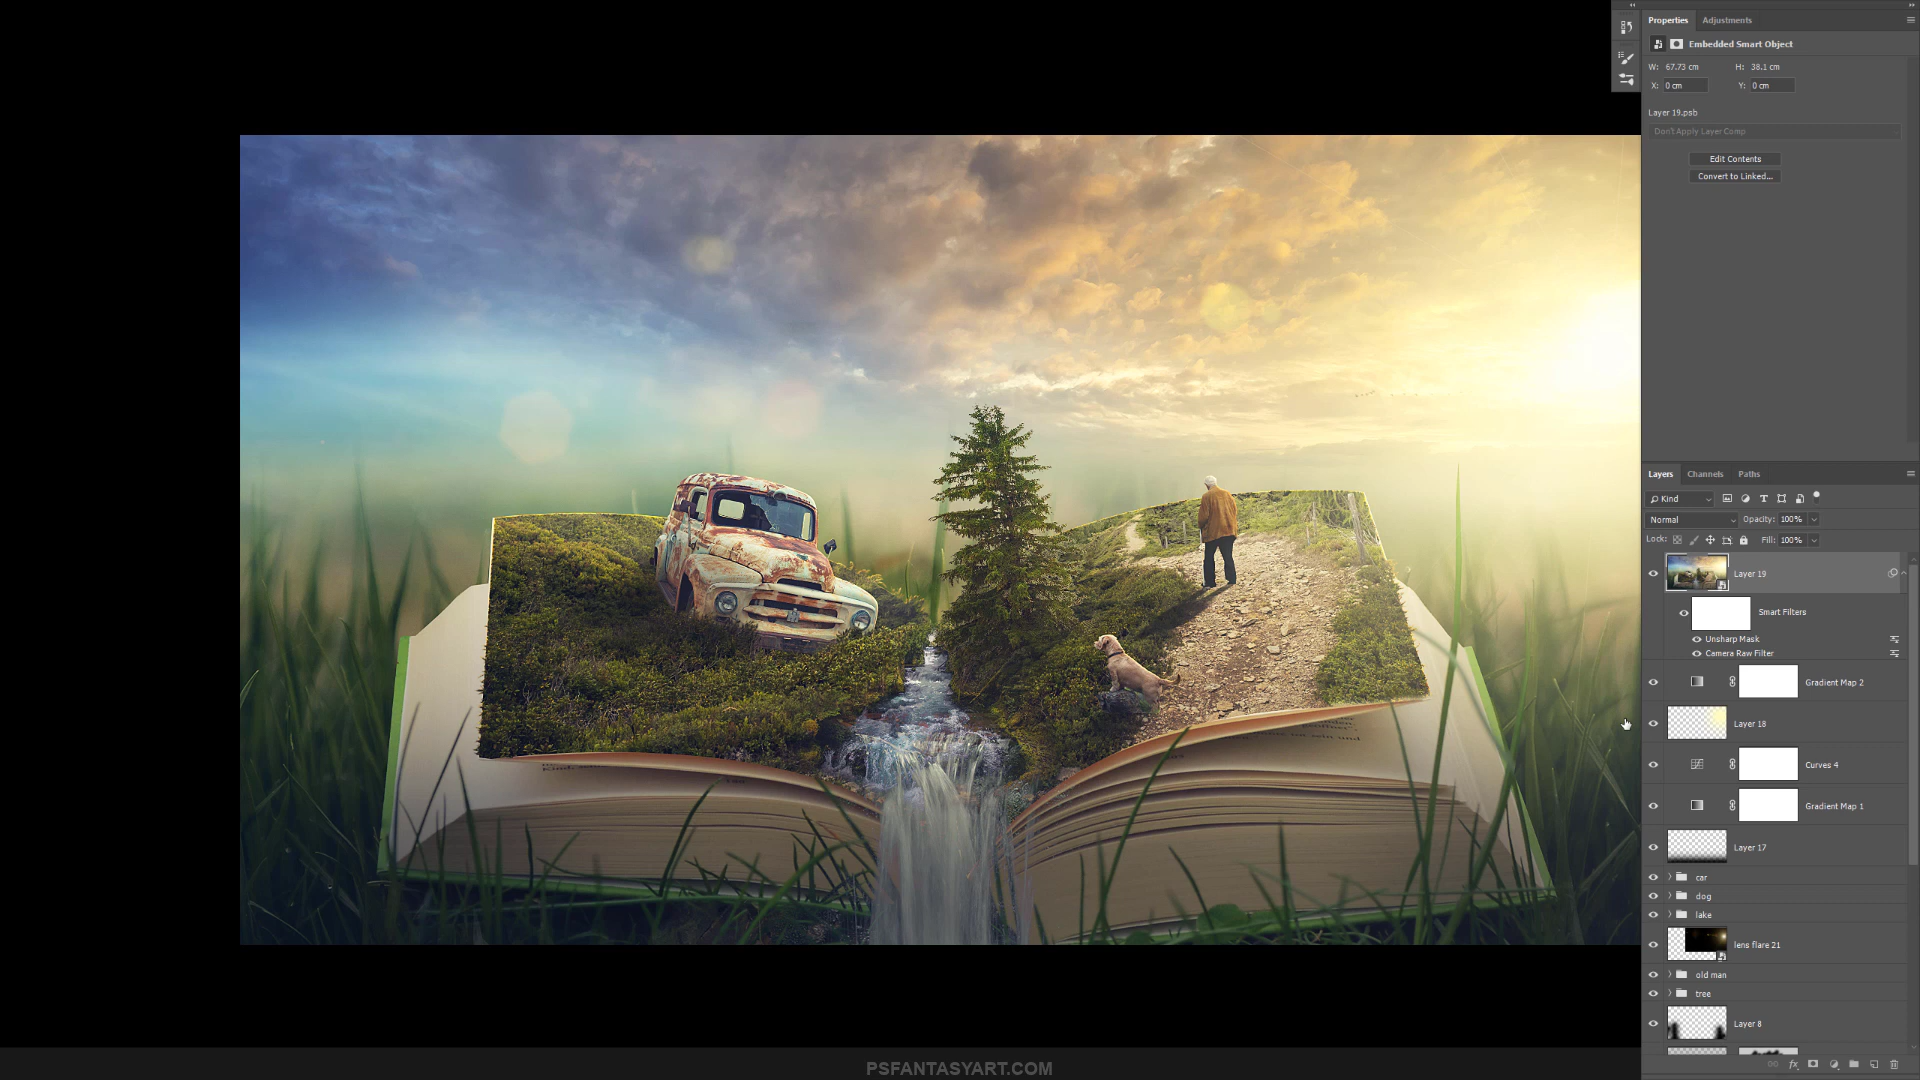 Properties
Adjustments
Embedded Smart Object
W: 67.73 cm
H: 38.1 cm
X: 0 cm
Y: 0 cm
Layer 19.psb
Don't Apply Layer Comp
Edit Contents
Convert to Linked...
Layers
Channels
Paths
Kind
Normal
Opacity: 100%
Lock:
Fill: 100%
Layer 19
Smart Filters
Unsharp Mask
Camera Raw Filter
Gradient Map 2
Layer 18
Curves 4
Gradient Map 1
Layer 17
car
dog
lake
lens flare 21
old man
tree
Layer 8
fx
PSFANTASYART.COM